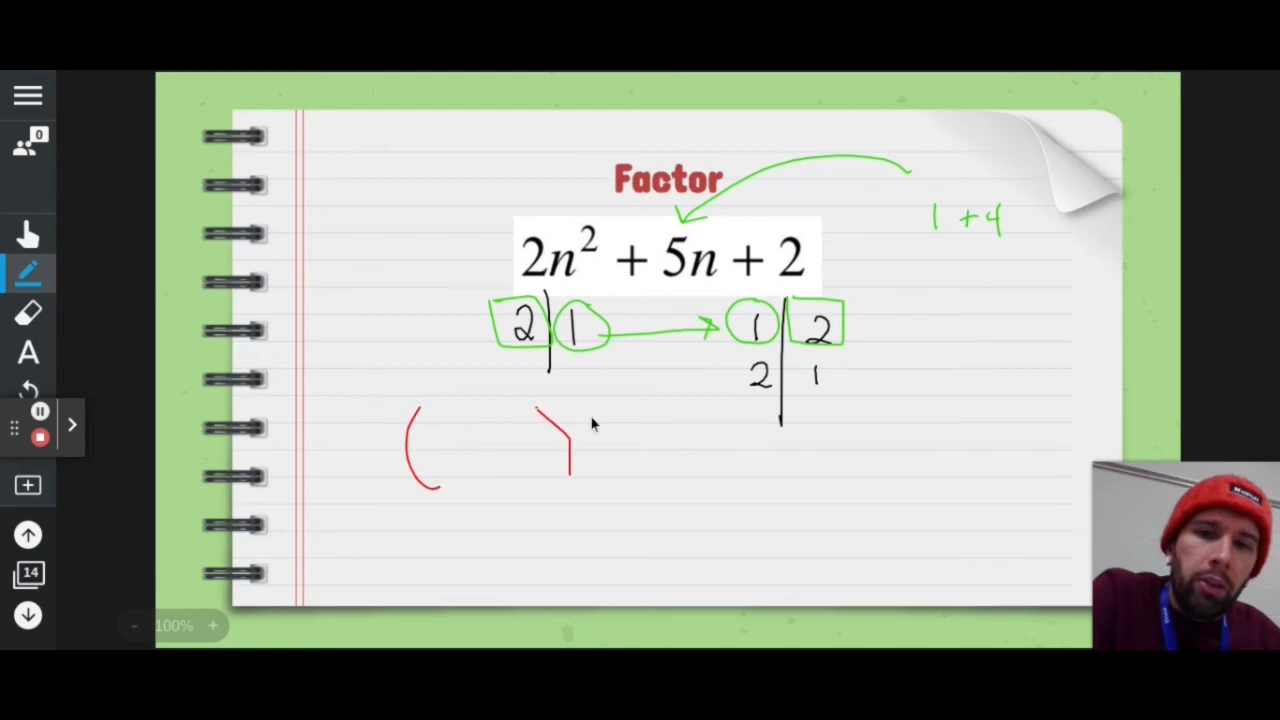 0
Factor
1 + 4
2n² + 5n + 2
2 1 1 2
2 1
( )
A
14
- 100% +